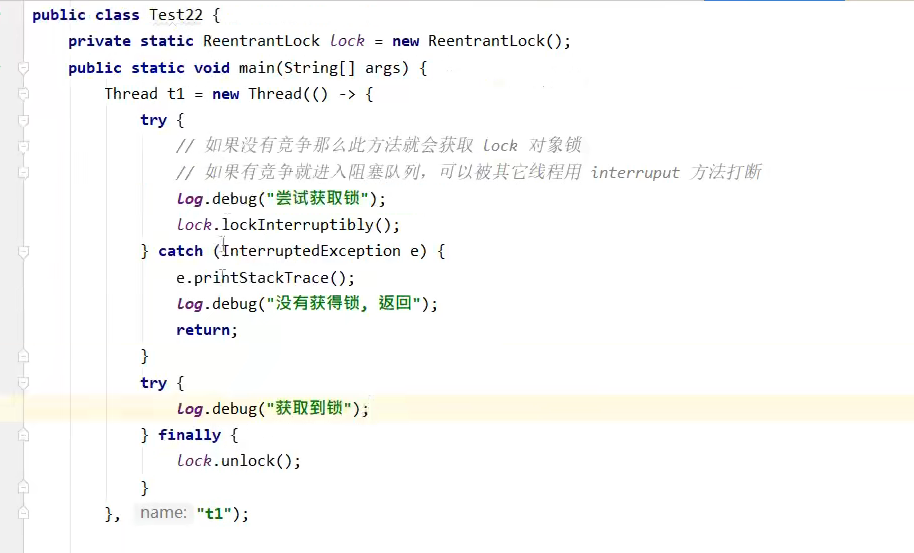 public class Test22 {
    private static ReentrantLock lock = new ReentrantLock();
    public static void main(String[] args) {
        Thread t1 = new Thread(() -> {
            try {
                // 如果没有竞争那么此方法就会获取 lock 对象锁
                // 如果有竞争就进入阻塞队列，可以被其它线程用 interruput 方法打断
                log.debug("尝试获取锁");
                lock.lockInterruptibly();
            } catch (InterruptedException e) {
                e.printStackTrace();
                log.debug("没有获得锁, 返回");
                return;
            }
            try {
                log.debug("获取到锁");
            } finally {
                lock.unlock();
            }
        }, name: "t1");